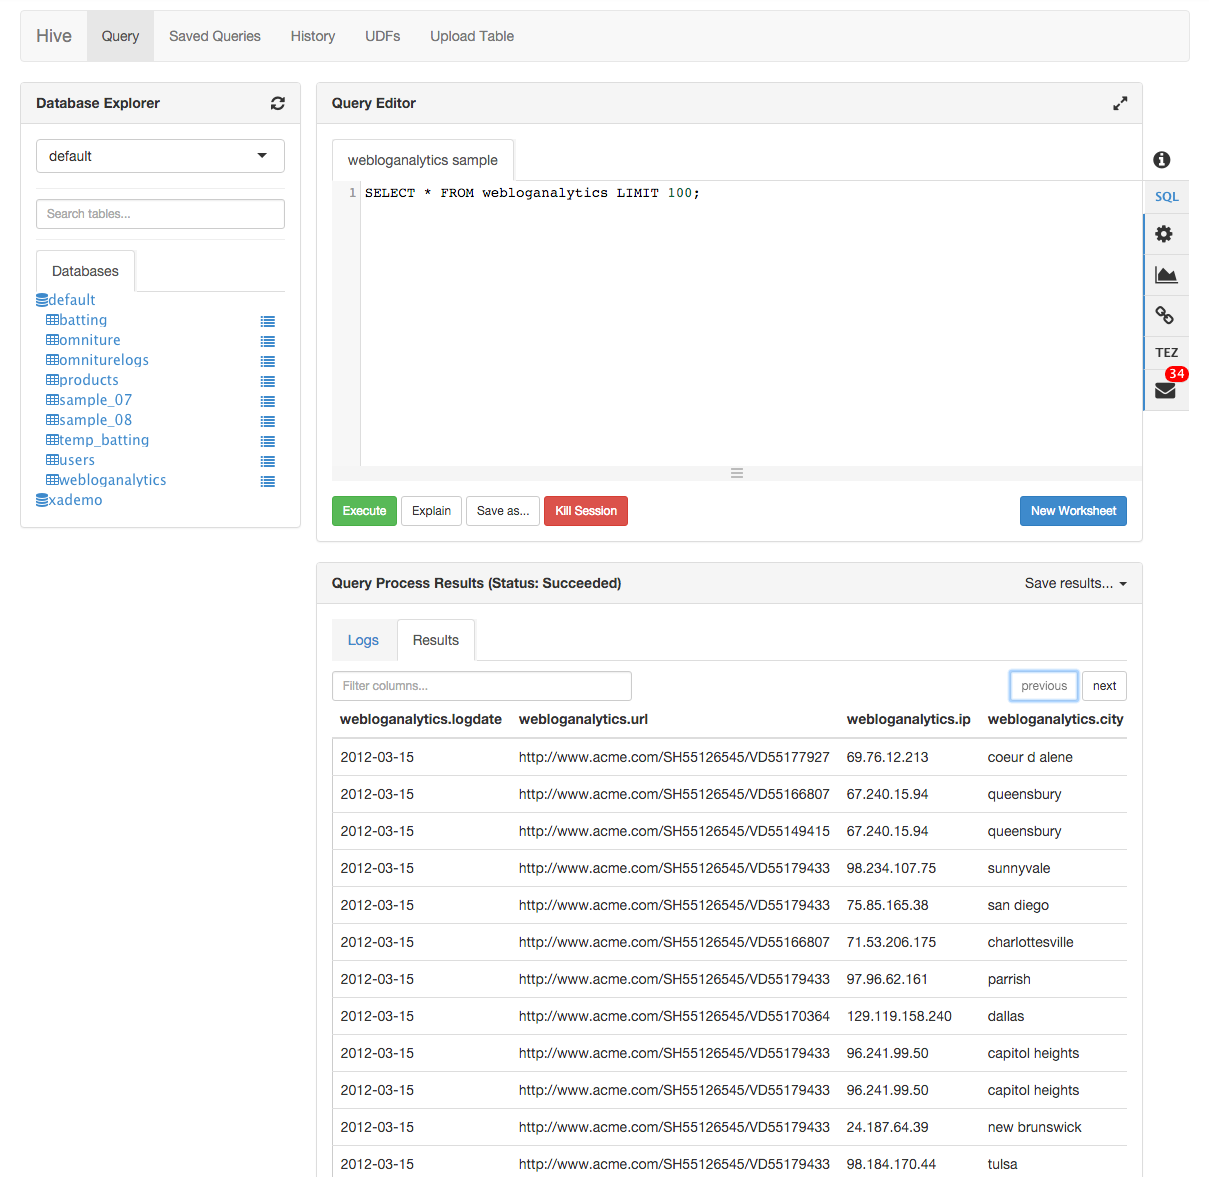 Hive Query Saved Queries History UDFs Upload Table
Database Explorer
default
Search tables...
Databases
default
batting
omniture
omniturelogs
products
sample_07
sample_08
temp_batting
users
webloganalytics
xademo
Query Editor
webloganalytics sample
1 SELECT * FROM webloganalytics LIMIT 100;
Execute Explain Save as... Kill Session New Worksheet
SQL
TEZ
34
Query Process Results (Status: Succeeded) Save results...
Logs Results
Filter columns... previous next
webloganalytics.logdate webloganalytics.url webloganalytics.ip webloganalytics.city
2012-03-15 http://www.acme.com/SH55126545/VD55177927 69.76.12.213 coeur d alene
2012-03-15 http://www.acme.com/SH55126545/VD55166807 67.240.15.94 queensbury
2012-03-15 http://www.acme.com/SH55126545/VD55149415 67.240.15.94 queensbury
2012-03-15 http://www.acme.com/SH55126545/VD55179433 98.234.107.75 sunnyvale
2012-03-15 http://www.acme.com/SH55126545/VD55179433 75.85.165.38 san diego
2012-03-15 http://www.acme.com/SH55126545/VD55166807 71.53.206.175 charlottesville
2012-03-15 http://www.acme.com/SH55126545/VD55179433 97.96.62.161 parrish
2012-03-15 http://www.acme.com/SH55126545/VD55170364 129.119.158.240 dallas
2012-03-15 http://www.acme.com/SH55126545/VD55179433 96.241.99.50 capitol heights
2012-03-15 http://www.acme.com/SH55126545/VD55179433 96.241.99.50 capitol heights
2012-03-15 http://www.acme.com/SH55126545/VD55179433 24.187.64.39 new brunswick
2012-03-15 http://www.acme.com/SH55126545/VD55179433 98.184.170.44 tulsa